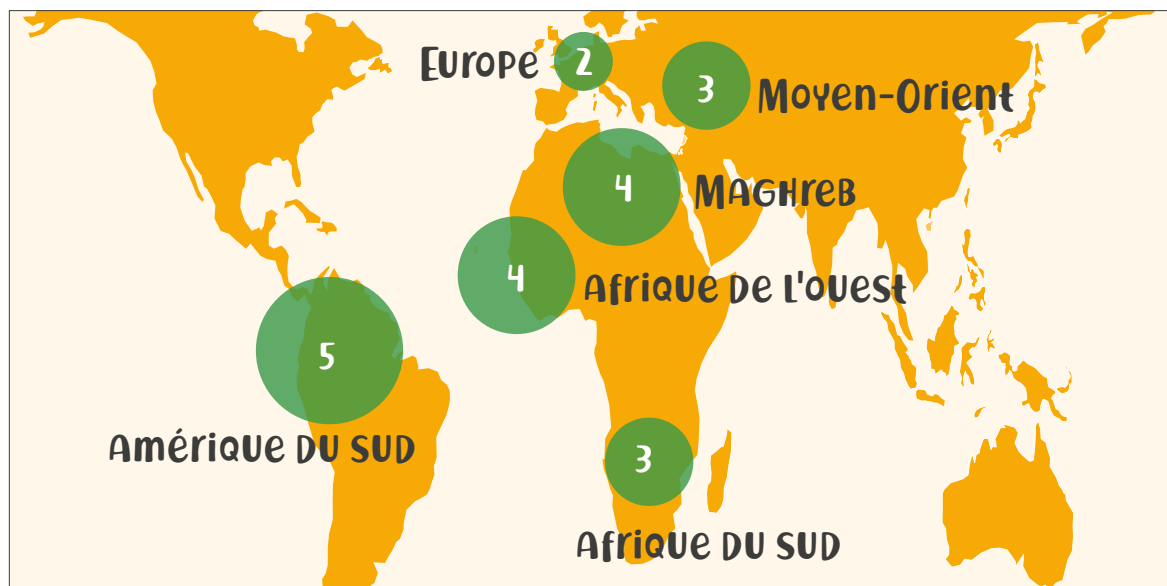 Europe 2
3 Moyen-Orient
4 Maghreb
4 Afrique de l'ouest
5
Amérique du sud
3
Afrique du sud